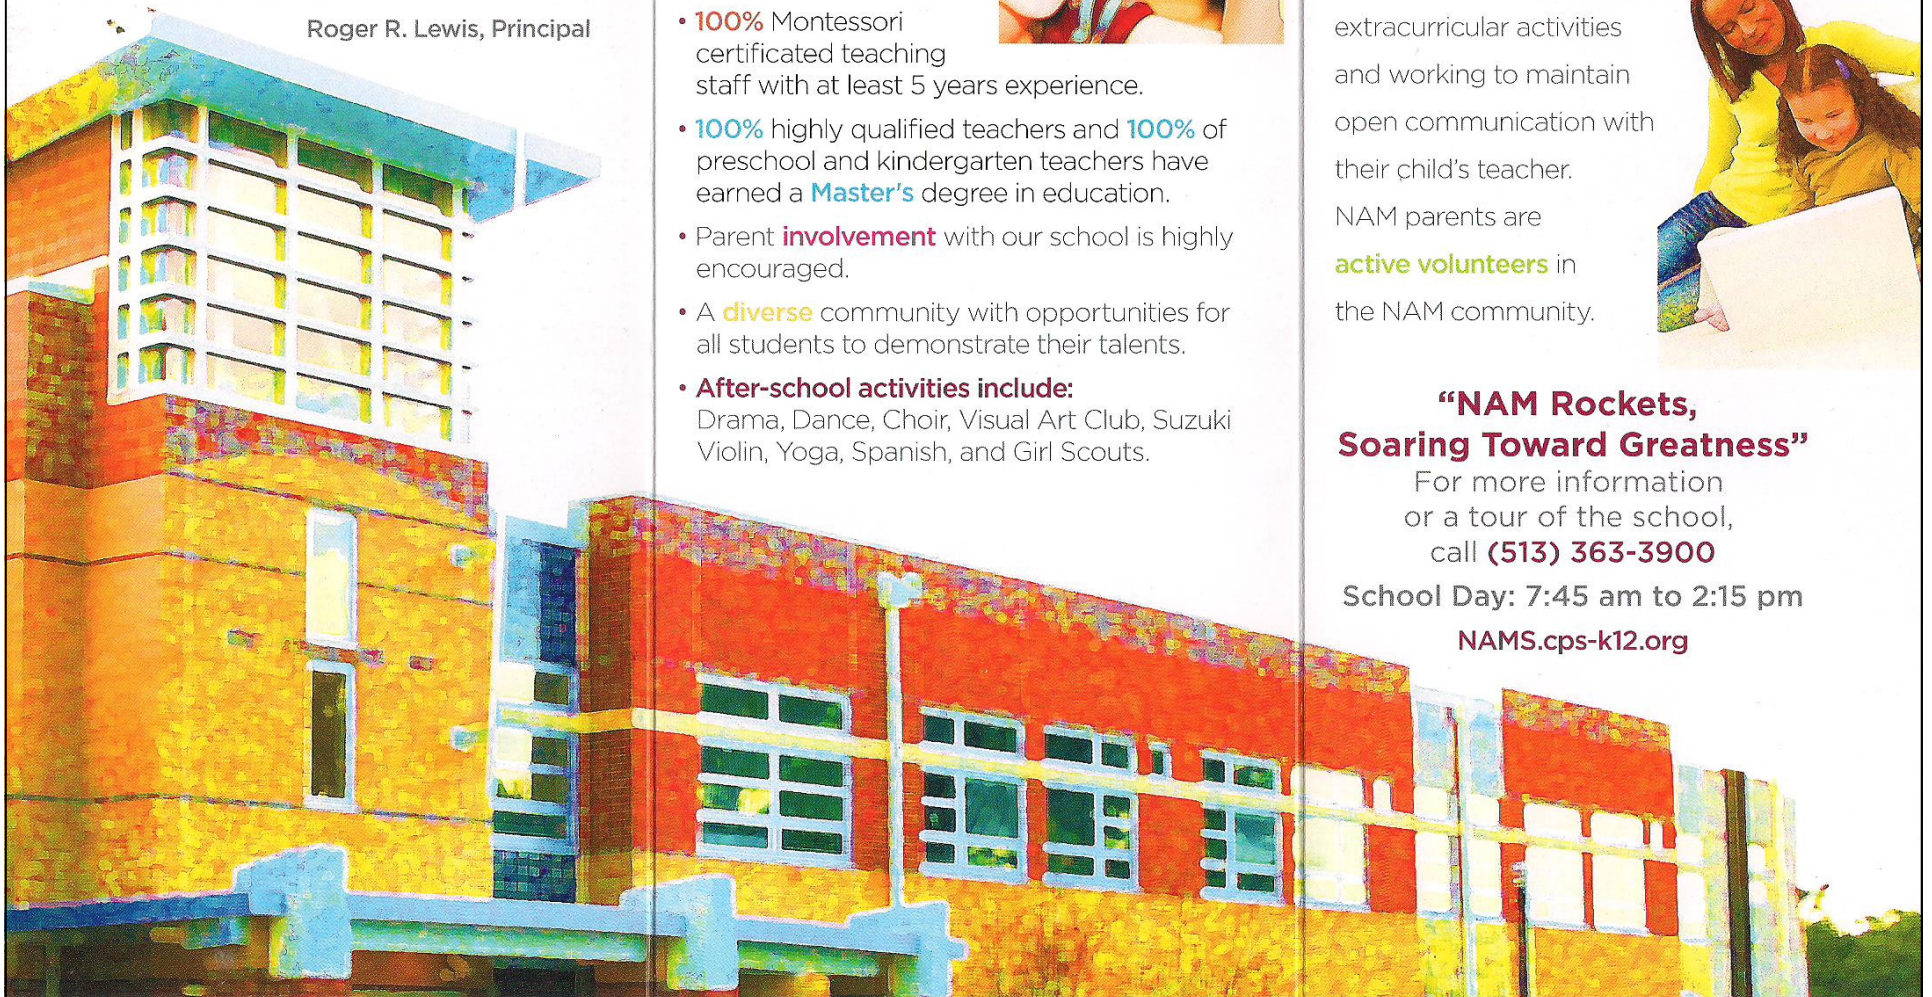 Roger R. Lewis, Principal
• 100% Montessori
certificated teaching
staff with at least 5 years experience.
• 100% highly qualified teachers and 100% of
preschool and kindergarten teachers have
earned a Master's degree in education.
• Parent involvement with our school is highly
encouraged.
• A diverse community with opportunities for
all students to demonstrate their talents.
• After-school activities include:
Drama, Dance, Choir, Visual Art Club, Suzuki
Violin, Yoga, Spanish, and Girl Scouts.
extracurricular activities
and working to maintain
open communication with
their child's teacher.
NAM parents are
active volunteers in
the NAM community.
“NAM Rockets,
Soaring Toward Greatness”
For more information
or a tour of the school,
call (513) 363-3900
School Day: 7:45 am to 2:15 pm
NAMS.cps-k12.org